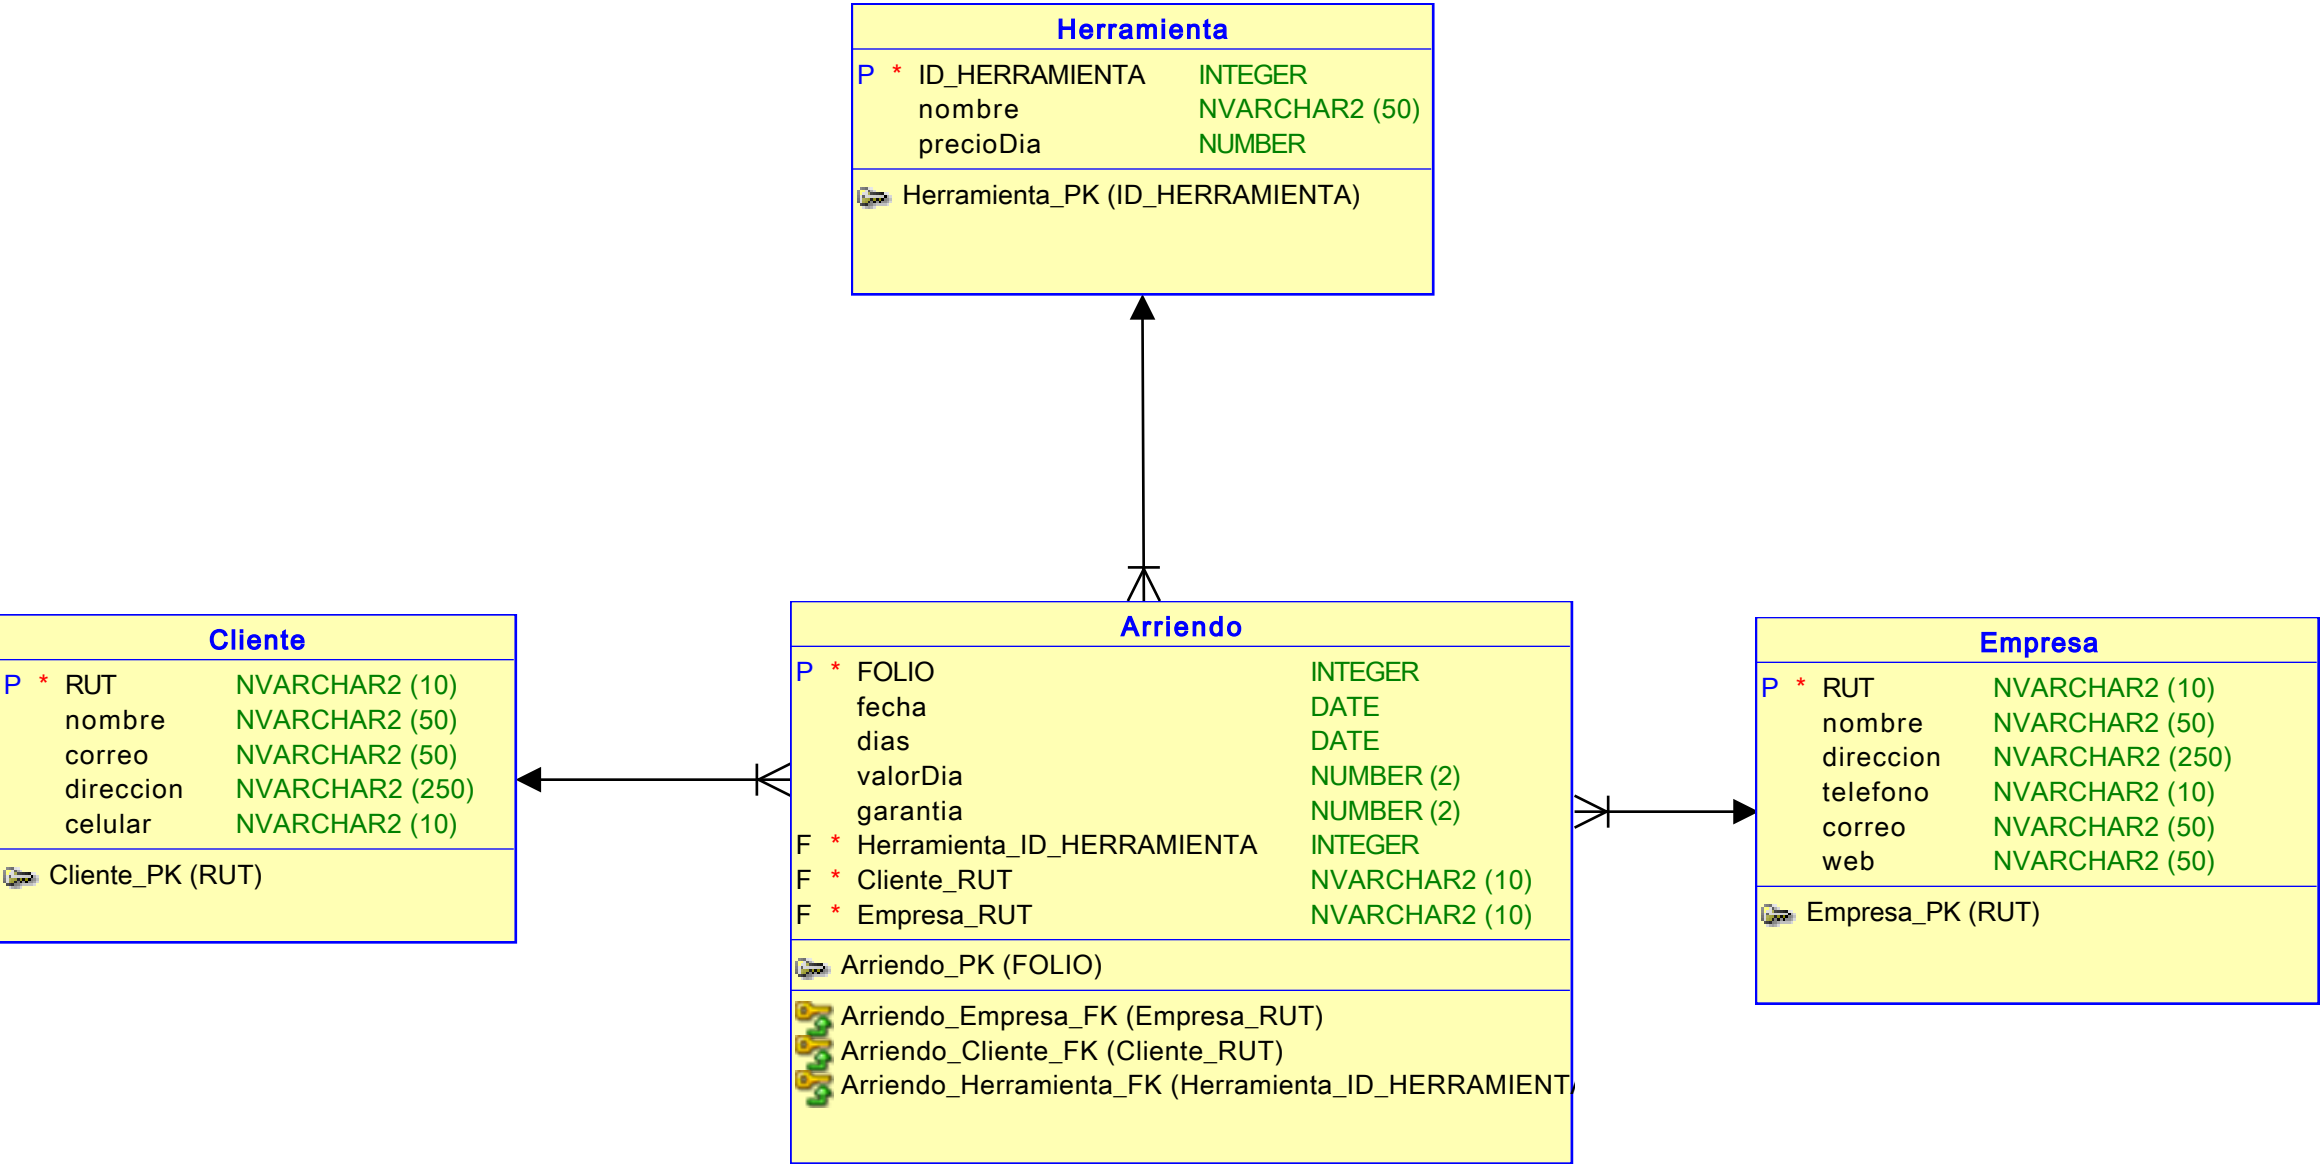 Herramienta
P * ID_HERRAMIENTA INTEGER
nombre NVARCHAR2 (50)
precioDia NUMBER
Herramienta_PK (ID_HERRAMIENTA)
Cliente
P * RUT NVARCHAR2 (10)
nombre NVARCHAR2 (50)
correo NVARCHAR2 (50)
direccion NVARCHAR2 (250)
celular NVARCHAR2 (10)
Cliente_PK (RUT)
Arriendo
P * FOLIO INTEGER
fecha DATE
dias DATE
valorDia NUMBER (2)
garantia NUMBER (2)
F * Herramienta_ID_HERRAMIENTA INTEGER
F * Cliente_RUT NVARCHAR2 (10)
F * Empresa_RUT NVARCHAR2 (10)
Arriendo_PK (FOLIO)
Arriendo_Empresa_FK (Empresa_RUT)
Arriendo_Cliente_FK (Cliente_RUT)
Arriendo_Herramienta_FK (Herramienta_ID_HERRAMIENTA
Empresa
P * RUT NVARCHAR2 (10)
nombre NVARCHAR2 (50)
direccion NVARCHAR2 (250)
telefono NVARCHAR2 (10)
correo NVARCHAR2 (50)
web NVARCHAR2 (50)
Empresa_PK (RUT)